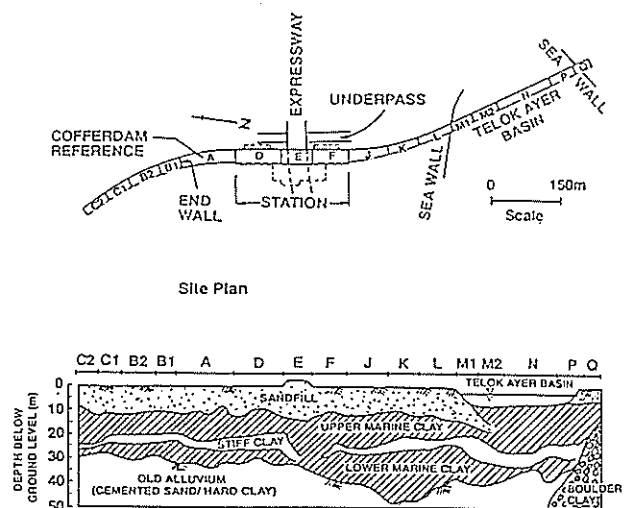 EXPRESSWAY
SEA
WALL
UNDERPASS
N
COFFERDAM
REFERENCE
TELOK AYER
BASIN
C2 C1 B2 B1 A D E F J K L M1 M2 N P Q
END
WALL
STATION
SEA WALL
0 150m
Scale
Site Plan
C2 C1 B2 B1 A D E F J K L M1 M2 N P Q
DEPTH BELOW
GROUND LEVEL (m)
0
10
20
30
40
50
TELOK AYER BASIN
SANDFILL
UPPER MARINE CLAY
STIFF CLAY
LOWER MARINE CLAY
OLD ALLUVIUM
(CEMENTED SAND/HARD CLAY)
BOULDER
CLAY